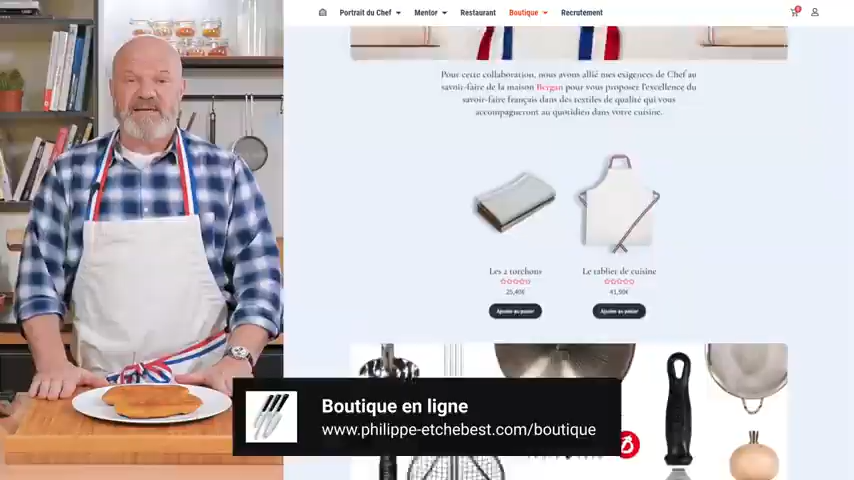 Portrait du Chef
Mentor
Restaurant
Boutique
Recrutement
Pour cette collaboration, nous avons allié mes exigences de Chef au
savoir-faire de la maison Bergan pour vous proposer l'excellence du
savoir-faire français dans des textiles de qualité qui vous
accompagneront au quotidien dans votre cuisine.
Les 2 torchons
Le tablier de cuisine
25,40€
41,90€
Ajouter au panier
Ajouter au panier
Boutique en ligne
www.philippe-etchebest.com/boutique